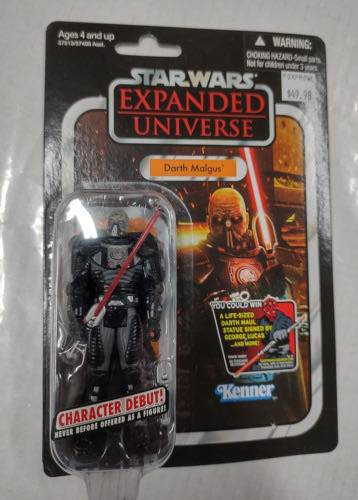 Ages 4 and up
WARNING:
CHOKING HAZARD-Small parts.
Not for children under 3 years.
$49.98
STAR WARS
EXPANDED
UNIVERSE
Darth Malgus
YOU COULD WIN
A LIFE-SIZED
DARTH MAUL
STATUE SIGNED BY
GEORGE LUCAS
...AND MORE!
Kenner
CHARACTER DEBUT!
NEVER BEFORE OFFERED AS A FIGURE!